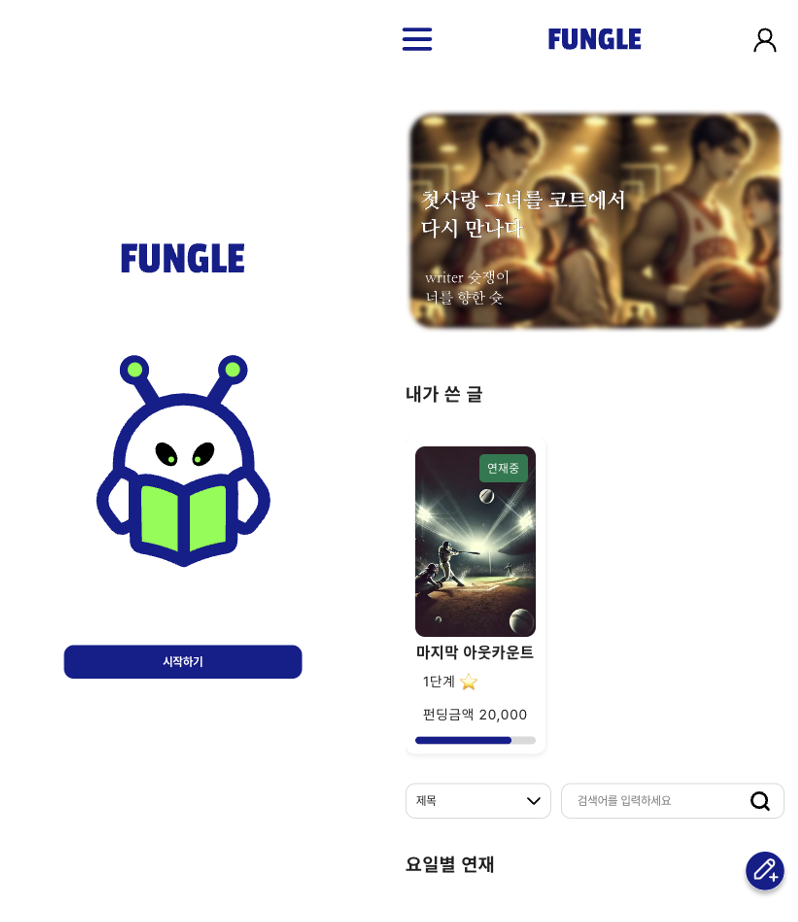 FUNGLE
시작하기
FUNGLE
첫사랑 그녀를 코트에서
다시 만나다
writer 슛쟁이
너를 향한 슛
내가 쓴 글
연재중
마지막 아웃카운트
1단계
펀딩금액 20,000
제목
검색어를 입력하세요
요일별 연재